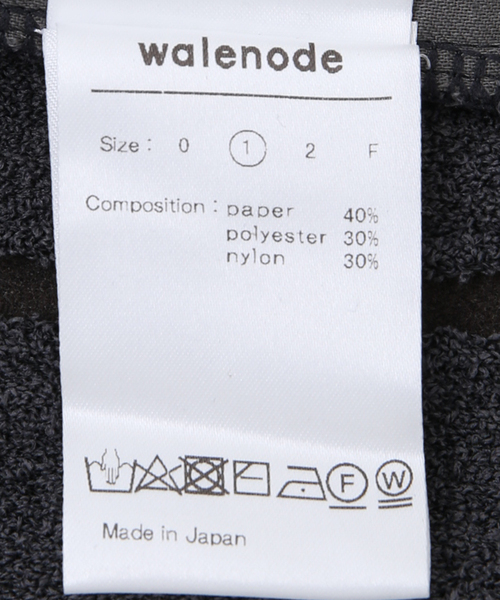 walenode
Size : 0 1 2 F
Composition : paper 40%
polyester 30%
nylon 30%
F W
Made in Japan